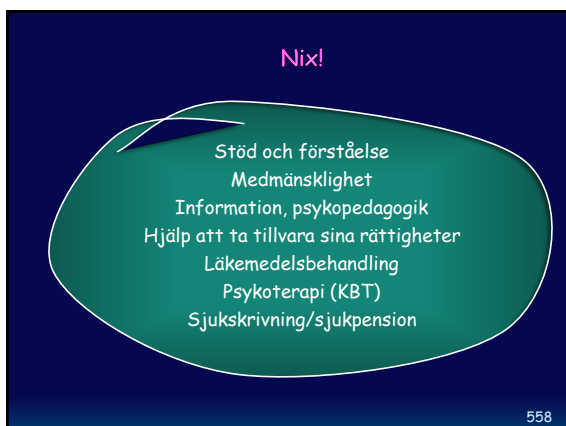 Nix!
Stöd och förståelse
Medmänsklighet
Information, psykopedagogik
Hjälp att ta tillvara sina rättigheter
Läkemedelsbehandling
Psykoterapi (KBT)
Sjukskrivning/sjukpension
558